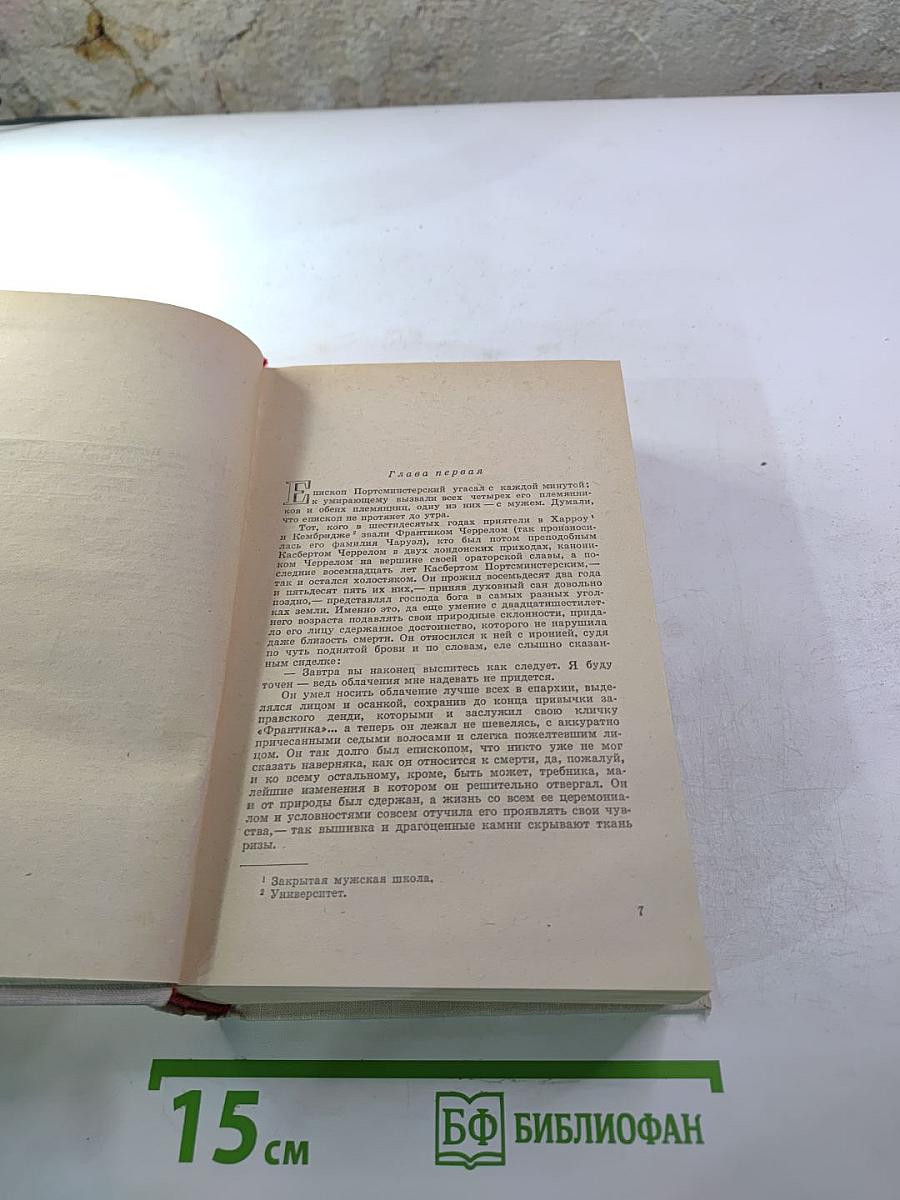 Глава первая
Епископ Портсминстерский угасал с каждой минутой;
к умирающему вызвали всех четырех его племянни-
ков и обеих племянниц, одну из них — с мужем. Думали,
что епископ не протянет до утра.
Тот, кого в шестидесятых годах приятели в Харроу ¹
и Кембридже ² звали Франтиком Черрелом (так произноси-
лась его фамилия Чаруэл), кто был потом преподобным
Касбертом Черрелом в двух лондонских приходах, канони-
ком Черрелом на вершине своей ораторской славы, а по-
следние восемнадцать лет Касбертом Портсминстерским,—
так и остался холостяком. Он прожил восемьдесят два года
и пятьдесят пять их них,— приняв духовный сан довольно
поздно,— представлял господа бога в самых разных угол-
ках земли. Именно это, да еще умение с двадцатишестилет-
него возраста подавлять свои природные склонности, прида-
ло его лицу сдержанное достоинство, которого не нарушила
даже близость смерти. Он относился к ней с иронией, судя
по чуть поднятой брови и по словам, еле слышно сказан-
ным сиделке:
— Завтра вы наконец выспитесь как следует. Я буду
точен — ведь облачения мне надевать не придется.
Он умел носить облачение лучше всех в епархии, выде-
лялся лицом и осанкой, сохранив до конца привычки за-
правского денди, которыми и заслужил свою кличку
«Франтика»... а теперь он лежал не шевелясь, с аккуратно
причесанными седыми волосами и слегка пожелтевшим ли-
цом. Он так долго был епископом, что никто уже не мог
сказать наверняка, как он относится к смерти, да, пожалуй,
и ко всему остальному, кроме, быть может, требника, ма-
лейшие изменения в котором он решительно отвергал. Он
и от природы был сдержан, а жизнь со всем ее церемониа-
лом и условностями совсем отучила его проявлять свои чув-
ства,— так вышивка и драгоценные камни скрывают ткань
ризы.
¹ Закрытая мужская школа.
² Университет.
7
15 см
БФ БИБЛИОФАН